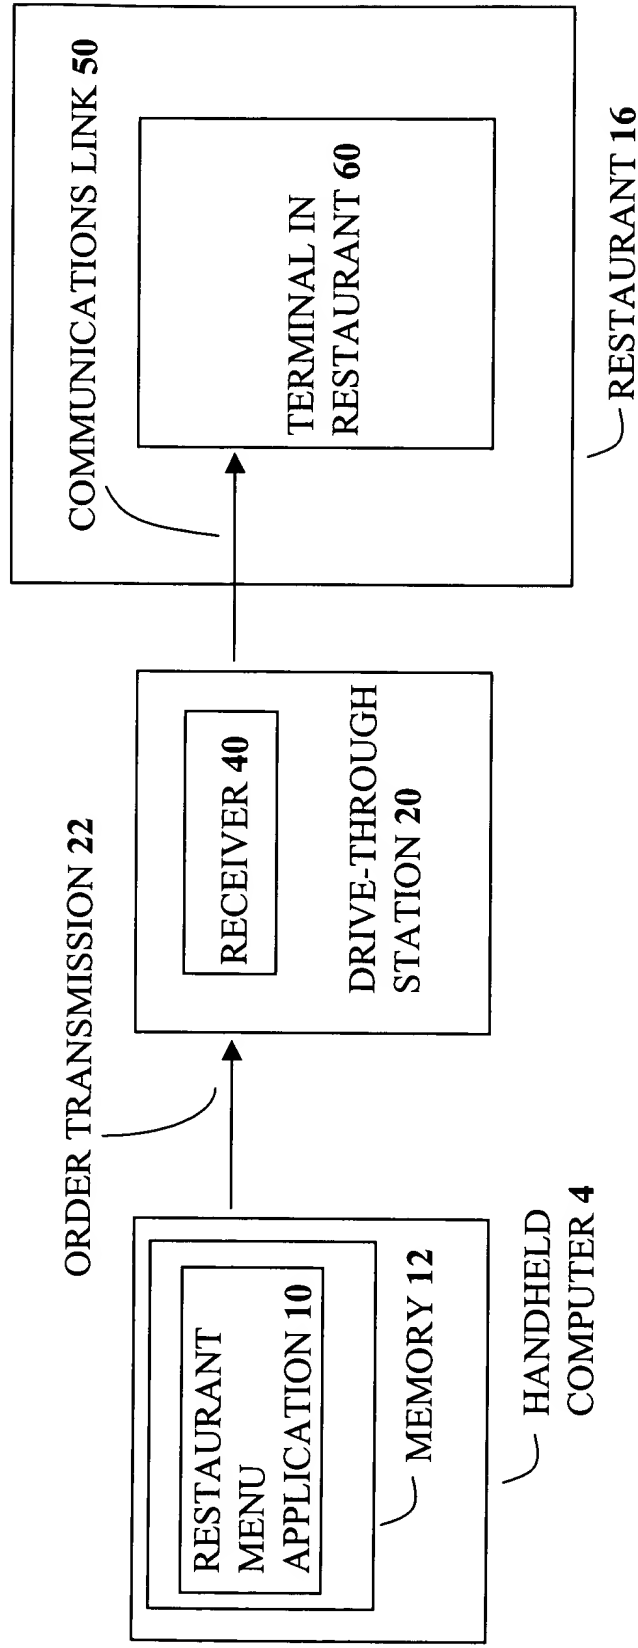 ORDER TRANSMISSION 22
COMMUNICATIONS LINK 50
RESTAURANT
MENU
APPLICATION 10
MEMORY 12
HANDHELD
COMPUTER 4
RECEIVER 40
DRIVE-THROUGH
STATION 20
TERMINAL IN
RESTAURANT 60
RESTAURANT 16